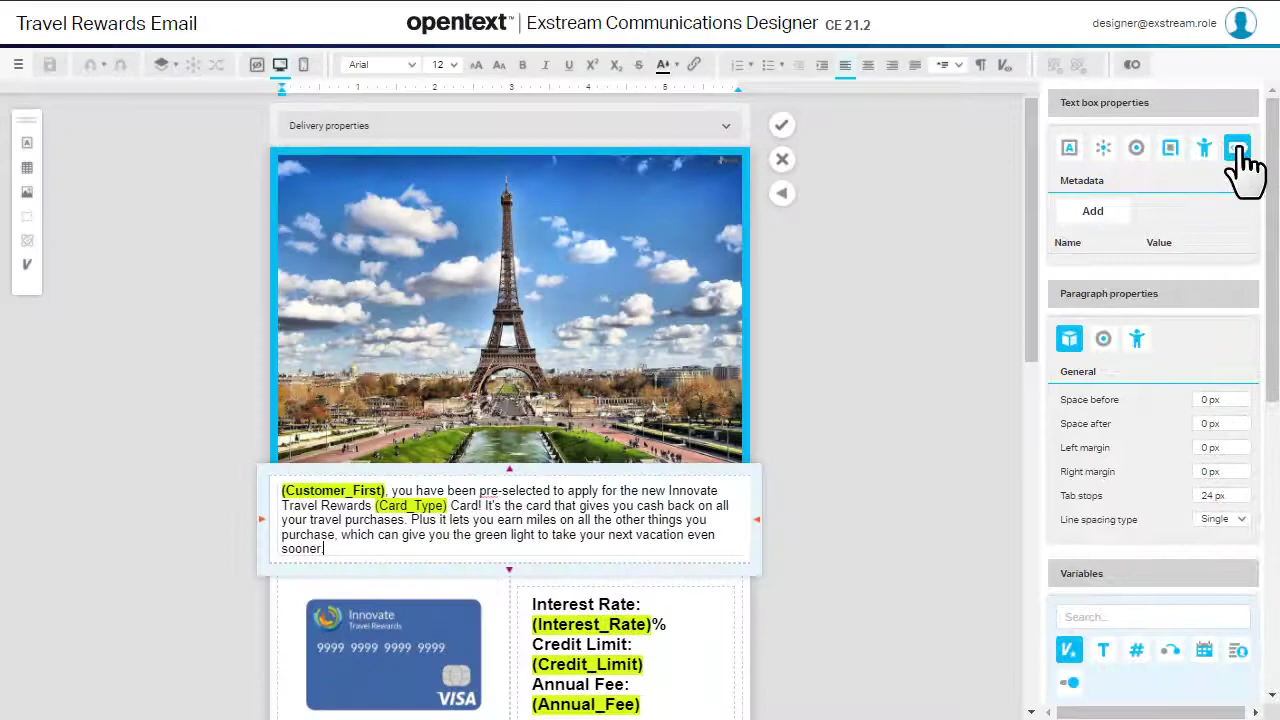 Travel Rewards Email
opentext™ | Exstream Communications Designer CE 21.2
designer@exstream.role
Arial
12
1 2 3 4 5
Delivery properties
(Customer_First), you have been pre-selected to apply for the new Innovate
Travel Rewards (Card_Type) Card! It's the card that gives you cash back on all
your travel purchases. Plus it lets you earn miles on all the other things you
purchase, which can give you the green light to take your next vacation even
sooner
Innovate
Travel Rewards
9999 9999 9999 9999
VISA
Interest Rate:
(Interest_Rate)%
Credit Limit:
(Credit_Limit)
Annual Fee:
(Annual_Fee)
Text box properties
Metadata
Add
Name Value
Paragraph properties
General
Space before 0 px
Space after 0 px
Left margin 0 px
Right margin 0 px
Tab stops 24 px
Line spacing type Single
Variables
Search...